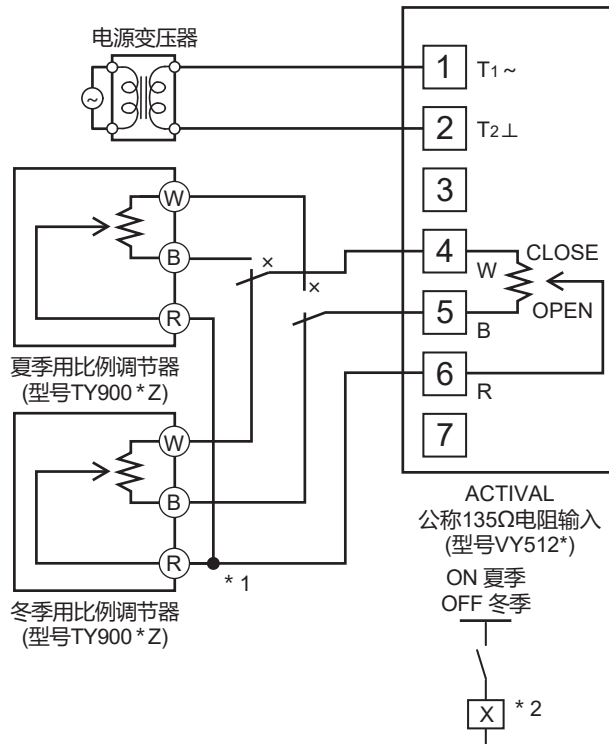 电源变压器
~
1 T1~
2 T2⊥
3
4 W
CLOSE
5 B
OPEN
6 R
7
W
B
R
×
×
夏季用比例调节器
(型号TY900*Z)
W
B
R
*1
冬季用比例调节器
(型号TY900*Z)
ACTIVAL
公称135Ω电阻输入
(型号VY512*)
ON 夏季
OFF 冬季
X *2